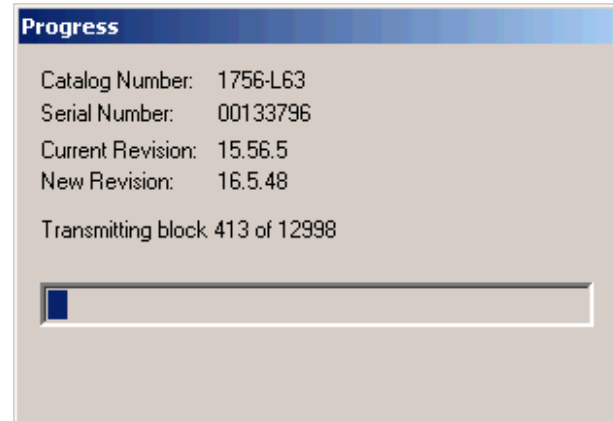 Progress
Catalog Number: 1756-L63
Serial Number: 00133796
Current Revision: 15.56.5
New Revision: 16.5.48
Transmitting block 413 of 12998